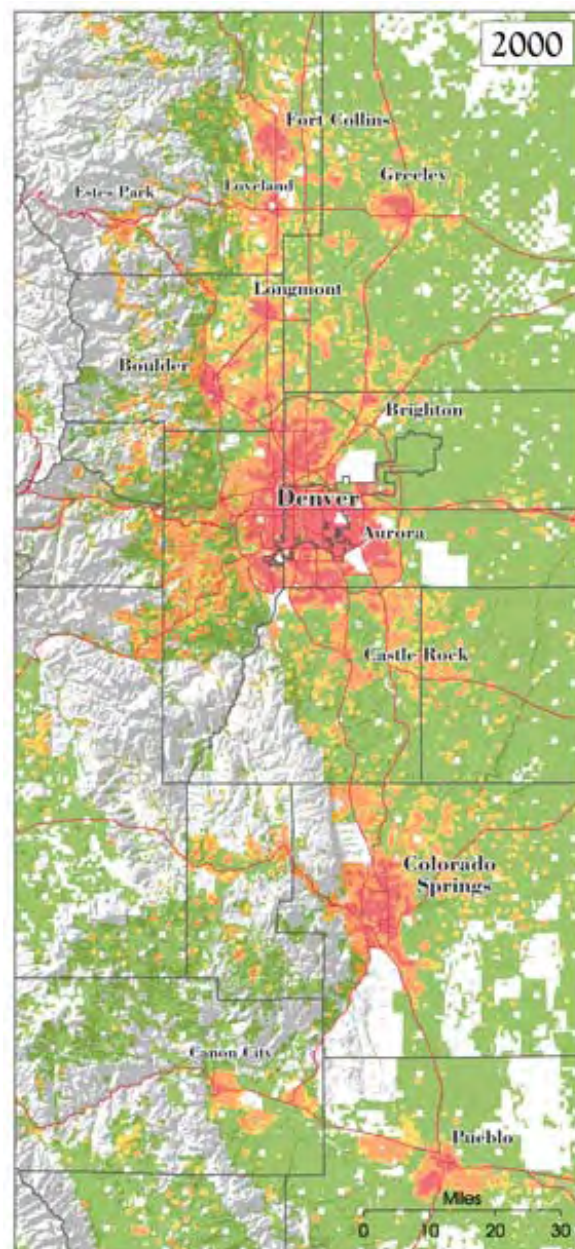 2000
Fort Collins
Estes Park
Loveland
Greeley
Longmont
Boulder
Brighton
Denver
Aurora
Castle Rock
Colorado
Springs
Canon City
Pueblo
Miles
0 10 20 30